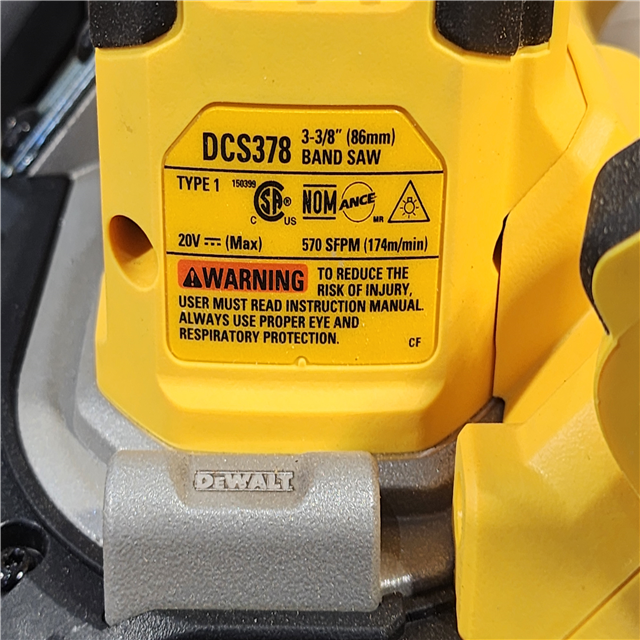 DCS378 3-3/8" (86mm)
BAND SAW
TYPE 1 150399 SA® NOM ANCE MR
C US
20V ⎓ (Max) 570 SFPM (174m/min)
WARNING TO REDUCE THE
RISK OF INJURY,
USER MUST READ INSTRUCTION MANUAL.
ALWAYS USE PROPER EYE AND
RESPIRATORY PROTECTION. CF
DEWALT